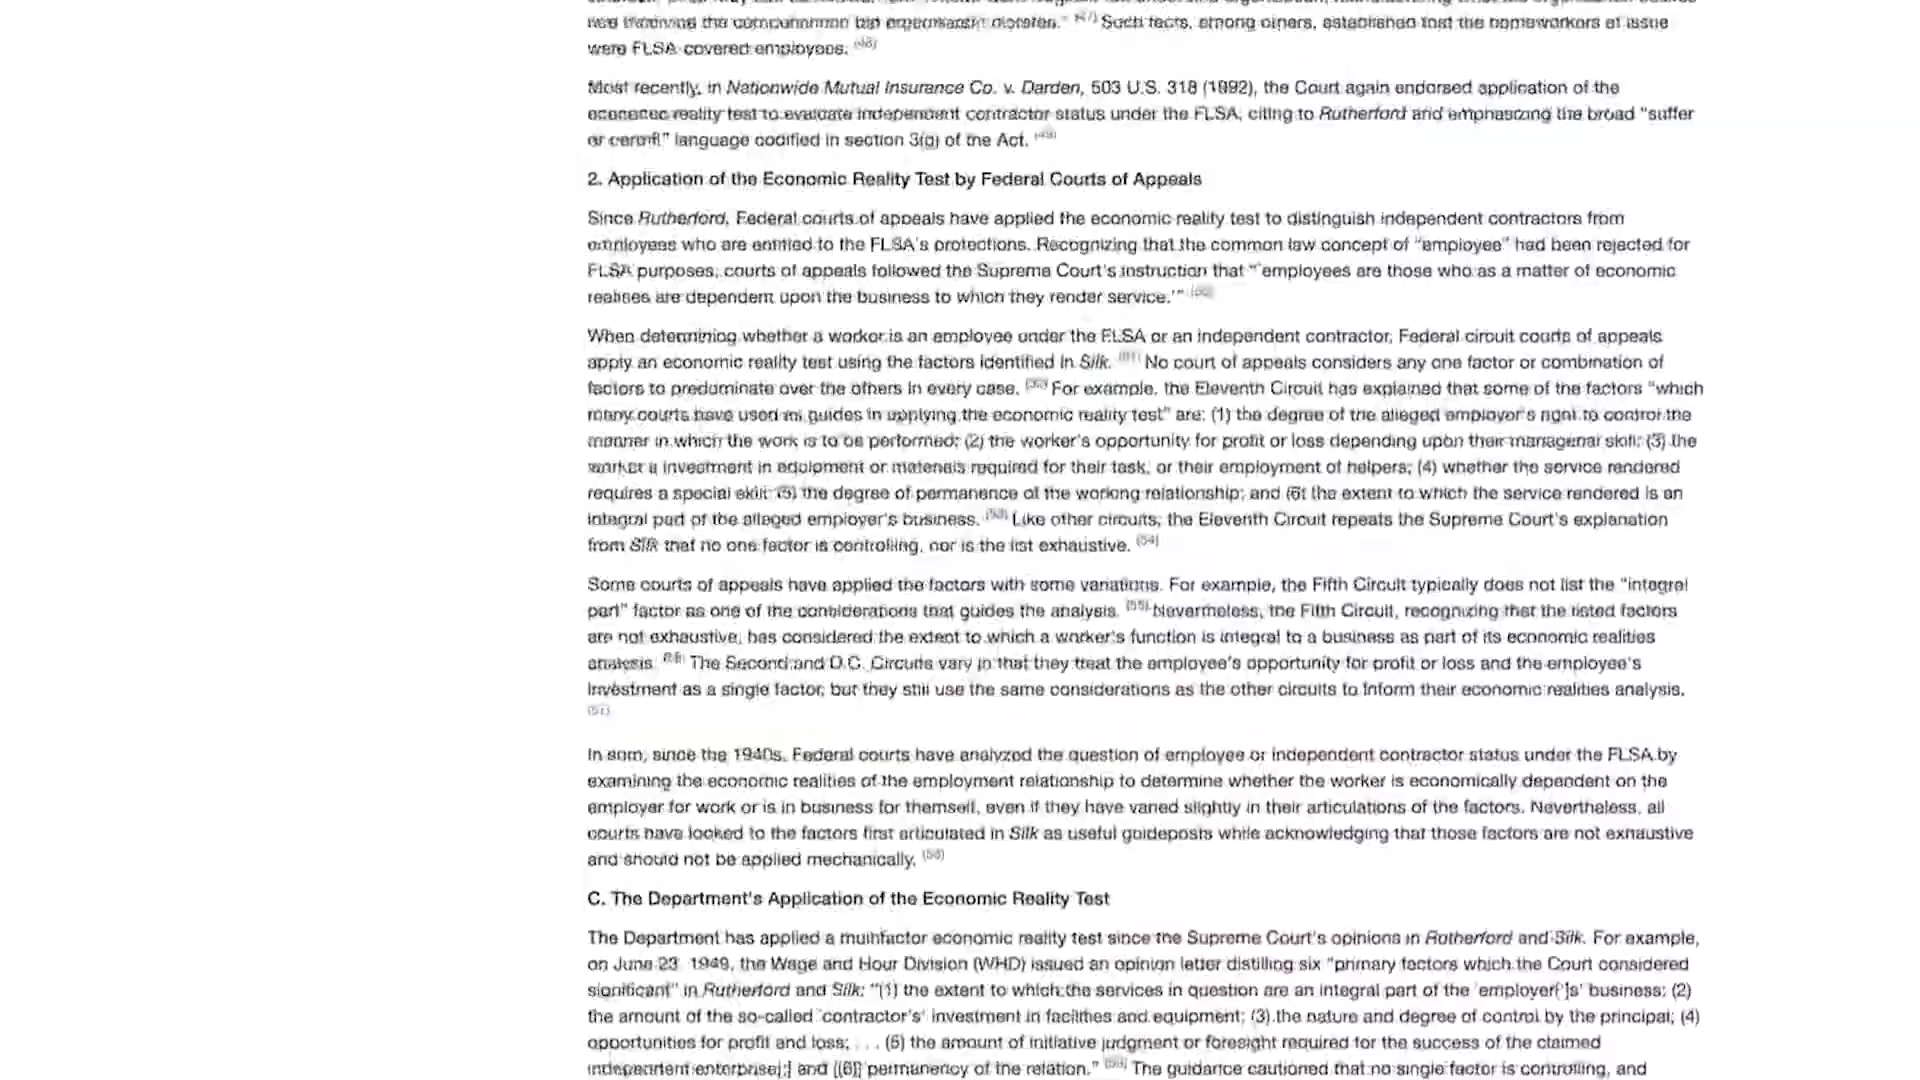 Such facts, among others, established that the homeworkers at issue
were FLSA covered employees. [48]
Most recently, in Nationwide Mutual Insurance Co. v. Darden, 503 U.S. 318 (1992), the Court again endorsed application of the
economic reality test to evaluate independent contractor status under the FLSA, citing to Rutherford and emphasizing the broad "suffer
or permit" language codified in section 3(g) of the Act. [49]
2. Application of the Economic Reality Test by Federal Courts of Appeals
Since Rutherford, Federal courts of appeals have applied the economic reality test to distinguish independent contractors from
employees who are entitled to the FLSA's protections. Recognizing that the common law concept of "employee" had been rejected for
FLSA purposes, courts of appeals followed the Supreme Court's instruction that "'employees are those who as a matter of economic
realities are dependent upon the business to which they render service.'"
When determining whether a worker is an employee under the FLSA or an independent contractor, Federal circuit courts of appeals
apply an economic reality test using the factors identified in Silk. No court of appeals considers any one factor or combination of
factors to predominate over the others in every case. For example, the Eleventh Circuit has explained that some of the factors "which
many courts have used as guides in applying the economic reality test" are: (1) the degree of the alleged employer's right to control the
manner in which the work is to be performed; (2) the worker's opportunity for profit or loss depending upon their managerial skill; (3) the
worker's investment in equipment or materials required for their task, or their employment of helpers; (4) whether the service rendered
requires a special skill; (5) the degree of permanence of the working relationship; and (6) the extent to which the service rendered is an
integral part of the alleged employer's business. [53] Like other circuits, the Eleventh Circuit repeats the Supreme Court's explanation
from Silk that no one factor is controlling, nor is the list exhaustive. [54]
Some courts of appeals have applied the factors with some variations. For example, the Fifth Circuit typically does not list the "integral
part" factor as one of the considerations that guides the analysis. [55] Nevertheless, the Fifth Circuit, recognizing that the listed factors
are not exhaustive, has considered the extent to which a worker's function is integral to a business as part of its economic realities
analysis. The Second and D.C. Circuits vary in that they treat the employee's opportunity for profit or loss and the employee's
investment as a single factor, but they still use the same considerations as the other circuits to inform their economic realities analysis.
[57]
In sum, since the 1940s, Federal courts have analyzed the question of employee or independent contractor status under the FLSA by
examining the economic realities of the employment relationship to determine whether the worker is economically dependent on the
employer for work or is in business for themself, even if they have varied slightly in their articulations of the factors. Nevertheless, all
courts have looked to the factors first articulated in Silk as useful guideposts while acknowledging that those factors are not exhaustive
and should not be applied mechanically. [58]
C. The Department's Application of the Economic Reality Test
The Department has applied a multifactor economic reality test since the Supreme Court's opinions in Rutherford and Silk. For example,
on June 23, 1949, the Wage and Hour Division (WHD) issued an opinion letter distilling six "primary factors which the Court considered
significant" in Rutherford and Silk: "(1) the extent to which the services in question are an integral part of the 'employer[']s' business; (2)
the amount of the so-called 'contractor's' investment in facilities and equipment; (3) the nature and degree of control by the principal; (4)
opportunities for profit and loss; . . . (5) the amount of initiative judgment or foresight required for the success of the claimed
independent enterprise[;] and [(6)] permanency of the relation." The guidance cautioned that no single factor is controlling, and